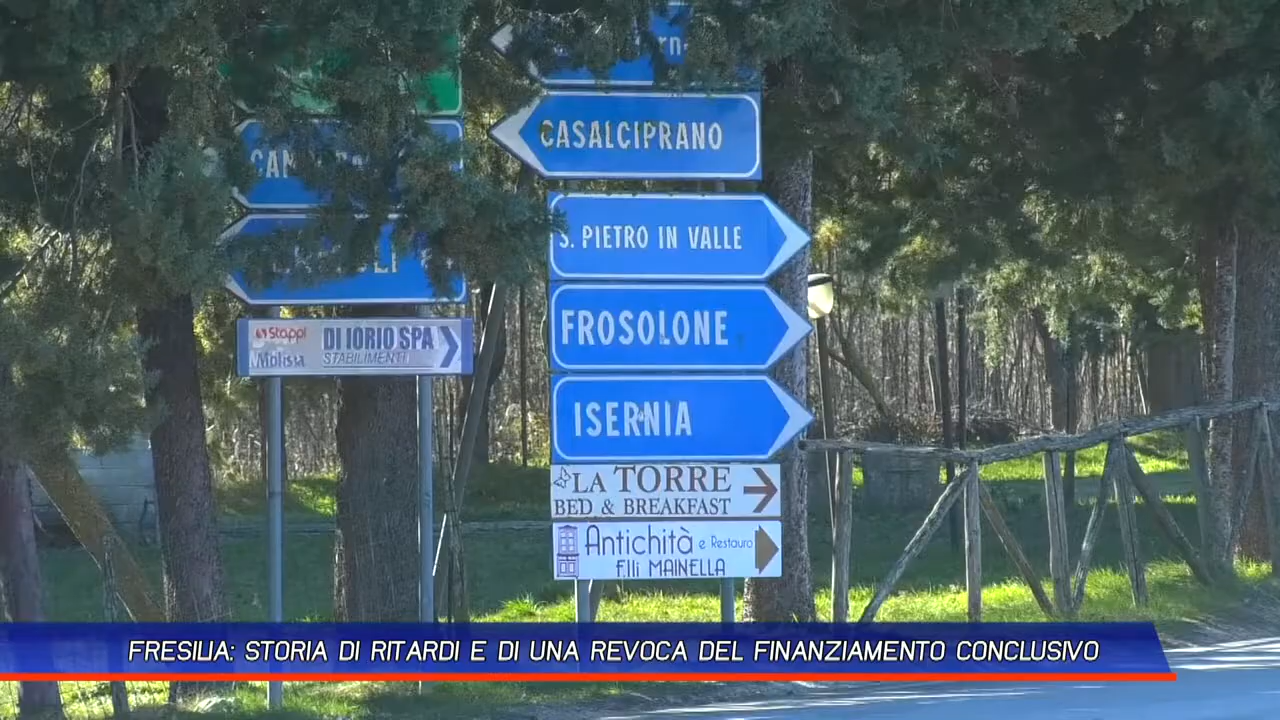 CASALCIPRANO
S. PIETRO IN VALLE
FROSOLONE
ISERNIA
Stappi
Molisia
DI IORIO SPA
STABILIMENTI
LA TORRE
BED & BREAKFAST
Antichità e Restauro
F.lli MAINELLA
FRESILIA: STORIA DI RITARDI E DI UNA REVOCA DEL FINANZIAMENTO CONCLUSIVO